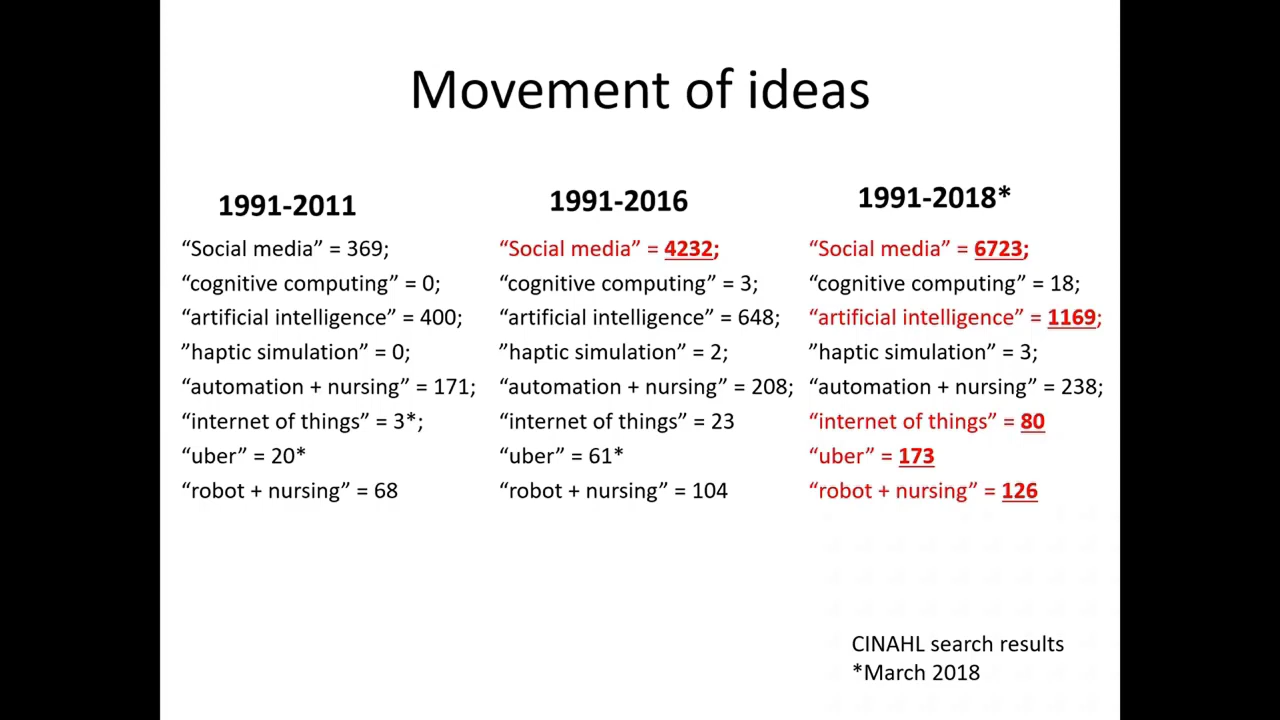 Movement of ideas
1991-2011
“Social media” = 369;
“cognitive computing” = 0;
“artificial intelligence” = 400;
”haptic simulation” = 0;
“automation + nursing” = 171;
“internet of things” = 3*;
“uber” = 20*
“robot + nursing” = 68
1991-2016
“Social media” = 4232;
“cognitive computing” = 3;
“artificial intelligence” = 648;
”haptic simulation” = 2;
“automation + nursing” = 208;
“internet of things” = 23
“uber” = 61*
“robot + nursing” = 104
1991-2018*
“Social media” = 6723;
“cognitive computing” = 18;
“artificial intelligence” = 1169;
”haptic simulation” = 3;
“automation + nursing” = 238;
“internet of things” = 80
“uber” = 173
“robot + nursing” = 126
CINAHL search results
*March 2018